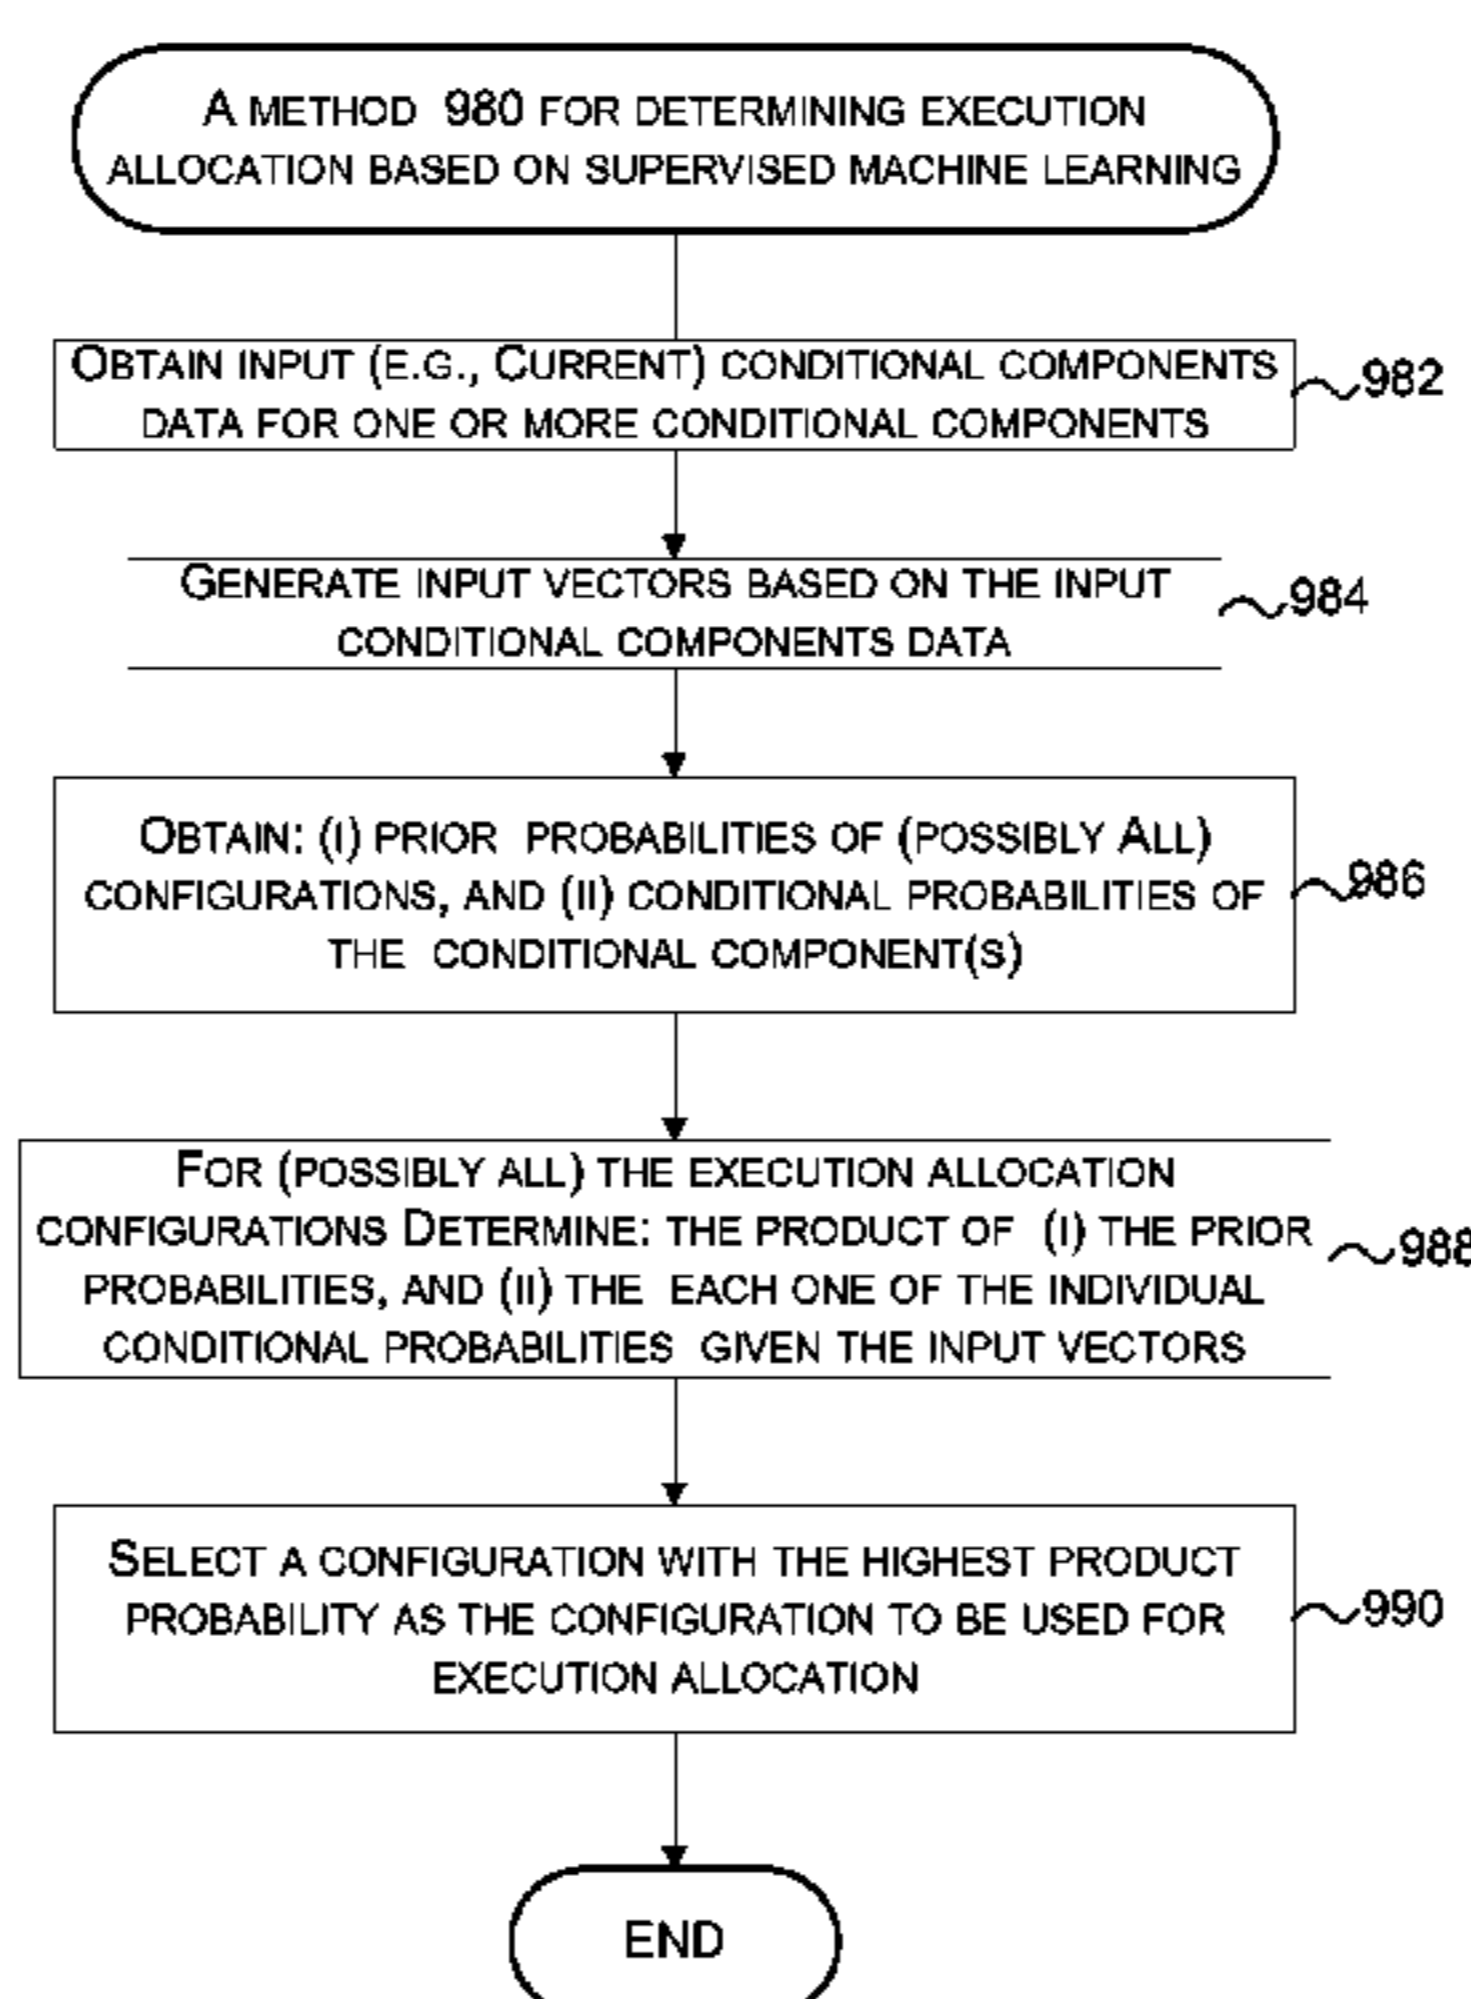 A METHOD 980 FOR DETERMINING EXECUTION
ALLOCATION BASED ON SUPERVISED MACHINE LEARNING
OBTAIN INPUT (E.G., CURRENT) CONDITIONAL COMPONENTS
DATA FOR ONE OR MORE CONDITIONAL COMPONENTS
982
GENERATE INPUT VECTORS BASED ON THE INPUT
CONDITIONAL COMPONENTS DATA
984
OBTAIN: (I) PRIOR PROBABILITIES OF (POSSIBLY ALL)
CONFIGURATIONS, AND (II) CONDITIONAL PROBABILITIES OF
THE CONDITIONAL COMPONENT(S)
986
FOR (POSSIBLY ALL) THE EXECUTION ALLOCATION
CONFIGURATIONS DETERMINE: THE PRODUCT OF (I) THE PRIOR
PROBABILITIES, AND (II) THE EACH ONE OF THE INDIVIDUAL
CONDITIONAL PROBABILITIES GIVEN THE INPUT VECTORS
988
SELECT A CONFIGURATION WITH THE HIGHEST PRODUCT
PROBABILITY AS THE CONFIGURATION TO BE USED FOR
EXECUTION ALLOCATION
990
END